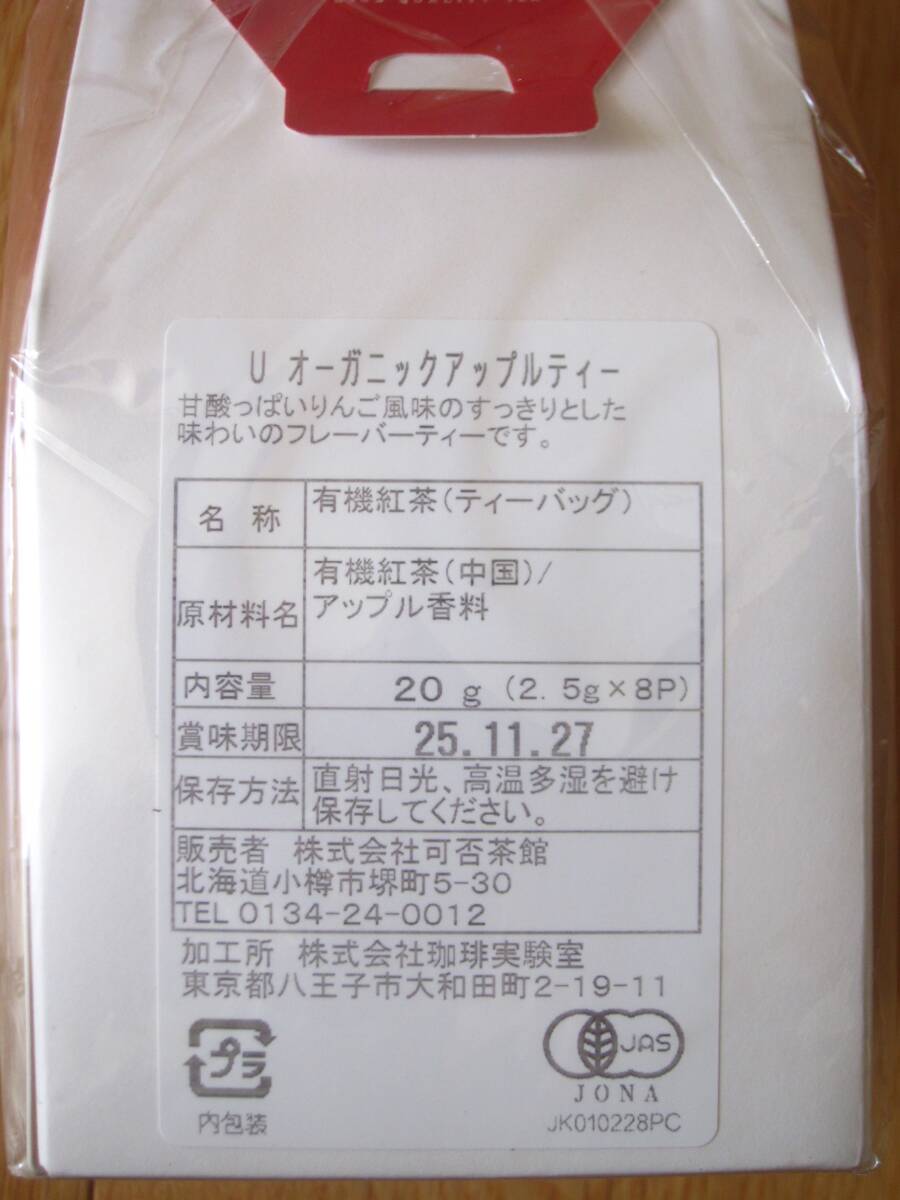 U オーガニックアップルティー
甘酸っぱいりんご風味のすっきりとした
味わいのフレーバーティーです。
名 称 有機紅茶(ティーバッグ)
原材料名 有機紅茶(中国)/
アップル香料
内容量 20 g (2.5g×8P)
賞味期限 25.11.27
保存方法 直射日光、高温多湿を避け
保存してください。
販売者 株式会社可否茶館
北海道小樽市堺町5-30
TEL 0134-24-0012
加工所 株式会社珈琲実験室
東京都八王子市大和田町2-19-11
プラ
内包装
JAS
JONA
JK010228PC